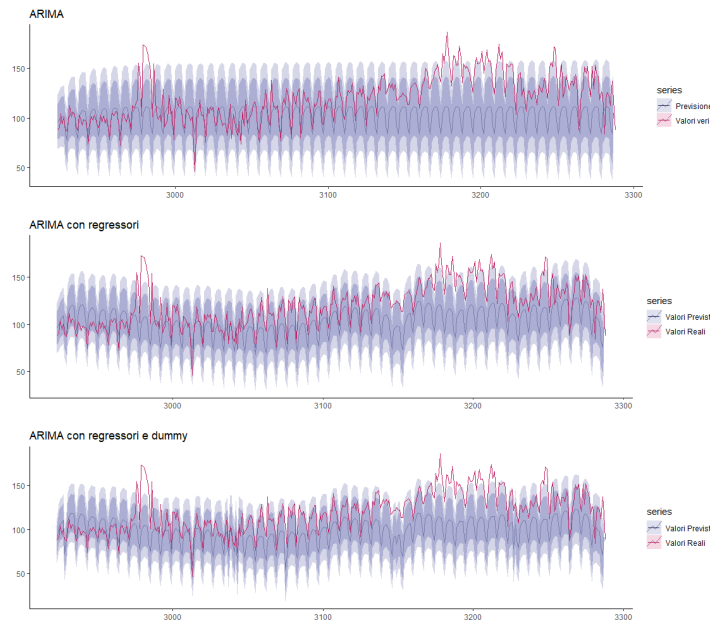 ARIMA
150
100
50
3000
3100
3200
3300
series
Previsione
Valori veri
ARIMA con regressori
150
100
50
3000
3100
3200
3300
series
Valori Previst
Valori Reali
ARIMA con regressori e dummy
150
100
50
3000
3100
3200
3300
series
Valori Previst
Valori Reali